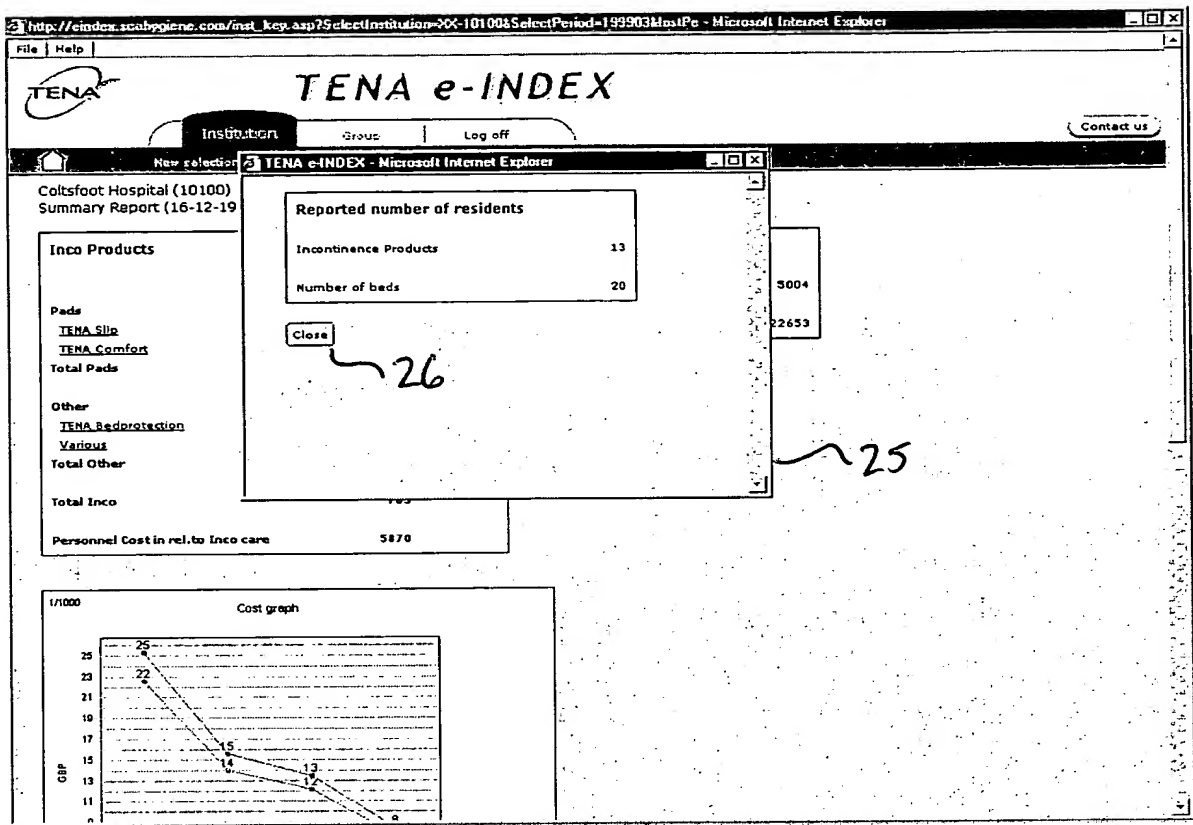 http://eindex.scahygiene.com/inst_key.asp?SelectInstitution=XX-10100&SelectPeriod=199903&HostPe - Microsoft Internet Explorer
File Help
TENA
TENA e-INDEX
Institution Group Log off
Contact us
New selection
TENA e-INDEX - Microsoft Internet Explorer
Coltsfoot Hospital (10100)
Summary Report (16-12-19
Reported number of residents
Incontinence Products 13
Number of beds 20
Close
26
25
5004
22653
Inco Products
Pads
TENA Slip
TENA Comfort
Total Pads
Other
TENA Bedprotection
Various
Total Other
Total Inco
Personnel Cost in rel.to Inco care 5870
1/1000
Cost graph
GBP
25
23
21
19
17
15
13
11
25
22
15
14
13
12